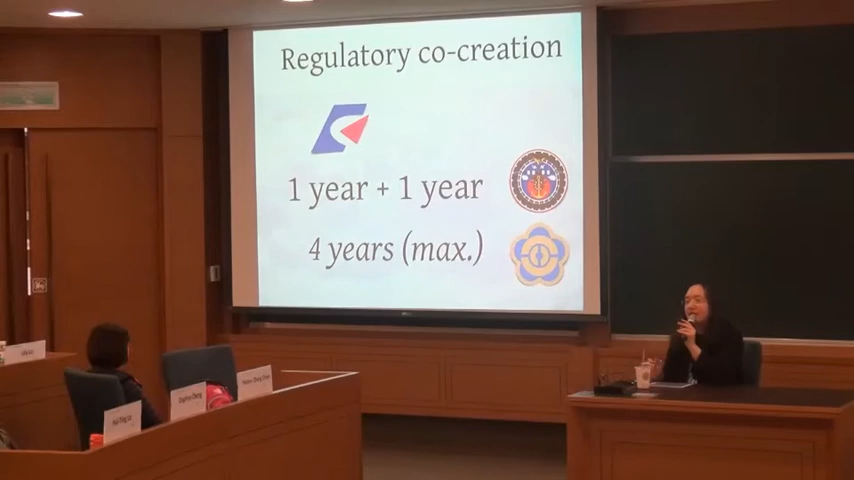 Regulatory co-creation
1 year + 1 year
4 years (max.)